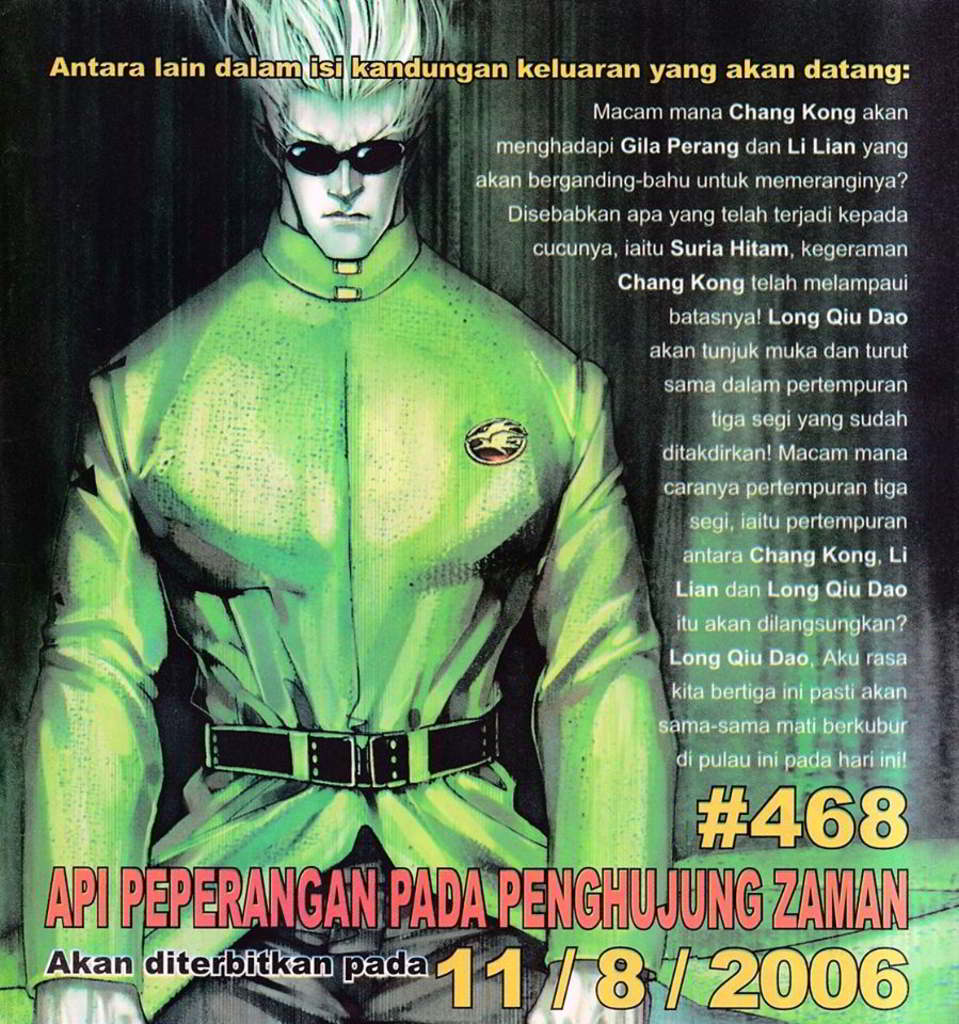 Antara lain dalam isi kandungan keluaran yang akan datang:
Macam mana Chang Kong akan
menghadapi Gila Perang dan Li Lian yang
akan berganding-bahu untuk memeranginya?
Disebabkan apa yang telah terjadi kepada
cucunya, iaitu Suria Hitam, kegeraman
Chang Kong telah melampaui
batasnya! Long Qiu Dao
akan tunjuk muka dan turut
sama dalam pertempuran
tiga segi yang sudah
ditakdirkan! Macam mana
caranya pertempuran tiga
segi, iaitu pertempuran
antara Chang Kong, Li
Lian dan Long Qiu Dao
itu akan dilangsungkan?
Long Qiu Dao, Aku rasa
kita bertiga ini pasti akan
sama-sama mati berkubur
di pulau ini pada hari ini!
#468
API PEPERANGAN PADA PENGHUJUNG ZAMAN
Akan diterbitkan pada 11 / 8 / 2006